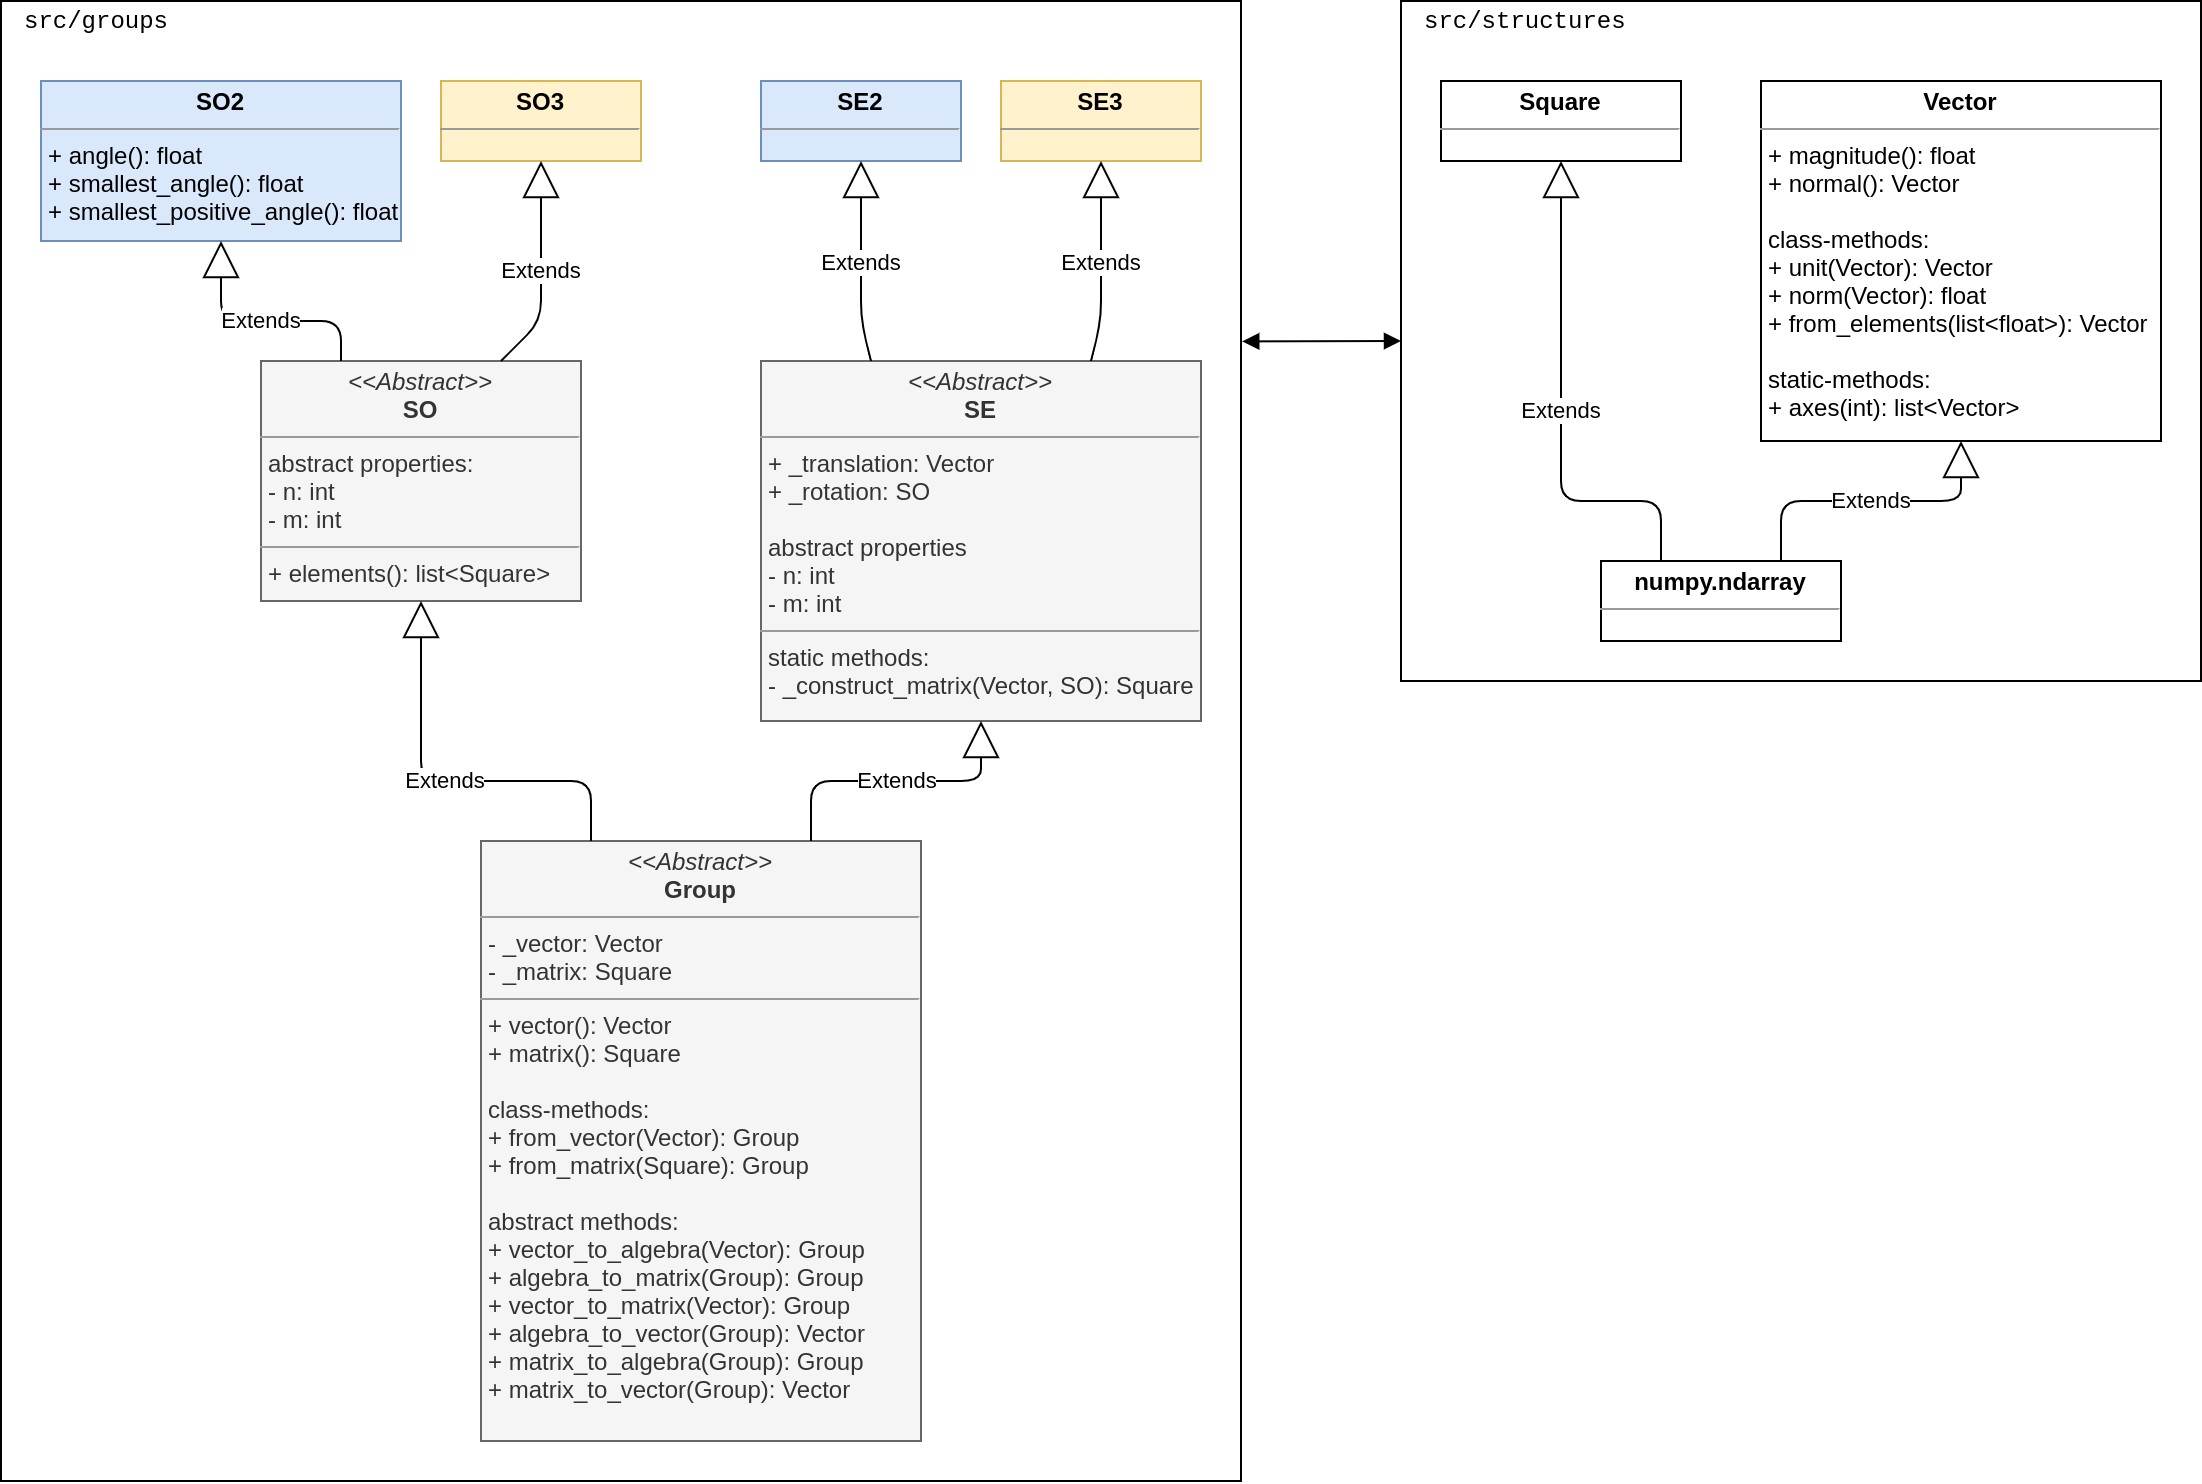 src/groups
SO2
+ angle(): float
+ smallest_angle(): float
+ smallest_positive_angle(): float
SO3
SE2
SE3
Extends
Extends
Extends
Extends
<<Abstract>>
SO
abstract properties:
- n: int
- m: int
+ elements(): list<Square>
<<Abstract>>
SE
+ _translation: Vector
+ _rotation: SO
abstract properties
- n: int
- m: int
static methods:
- _construct_matrix(Vector, SO): Square
Extends
Extends
<<Abstract>>
Group
- _vector: Vector
- _matrix: Square
+ vector(): Vector
+ matrix(): Square
class-methods:
+ from_vector(Vector): Group
+ from_matrix(Square): Group
abstract methods:
+ vector_to_algebra(Vector): Group
+ algebra_to_matrix(Group): Group
+ vector_to_matrix(Vector): Group
+ algebra_to_vector(Group): Vector
+ matrix_to_algebra(Group): Group
+ matrix_to_vector(Group): Vector
src/structures
Square
Vector
+ magnitude(): float
+ normal(): Vector
class-methods:
+ unit(Vector): Vector
+ norm(Vector): float
+ from_elements(list<float>): Vector
static-methods:
+ axes(int): list<Vector>
Extends
Extends
numpy.ndarray